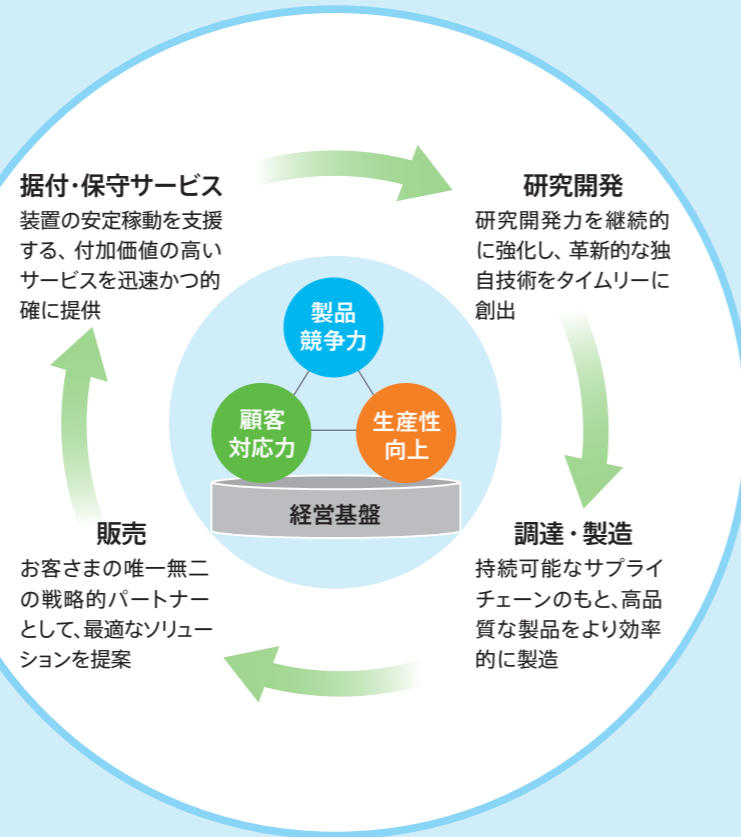 据付・保守サービス
装置の安定稼動を支援
する、付加価値の高い
サービスを迅速かつ的
確に提供
研究開発
研究開発力を継続的
に強化し、革新的な独
自技術をタイムリーに
創出
製品
競争力
顧客
対応力
生産性
向上
経営基盤
販売
お客さまの唯一無二
の戦略的パートナー
として、最適なソリュー
ションを提案
調達・製造
持続可能なサプライ
チェーンのもと、高品
質な製品をより効率
的に製造